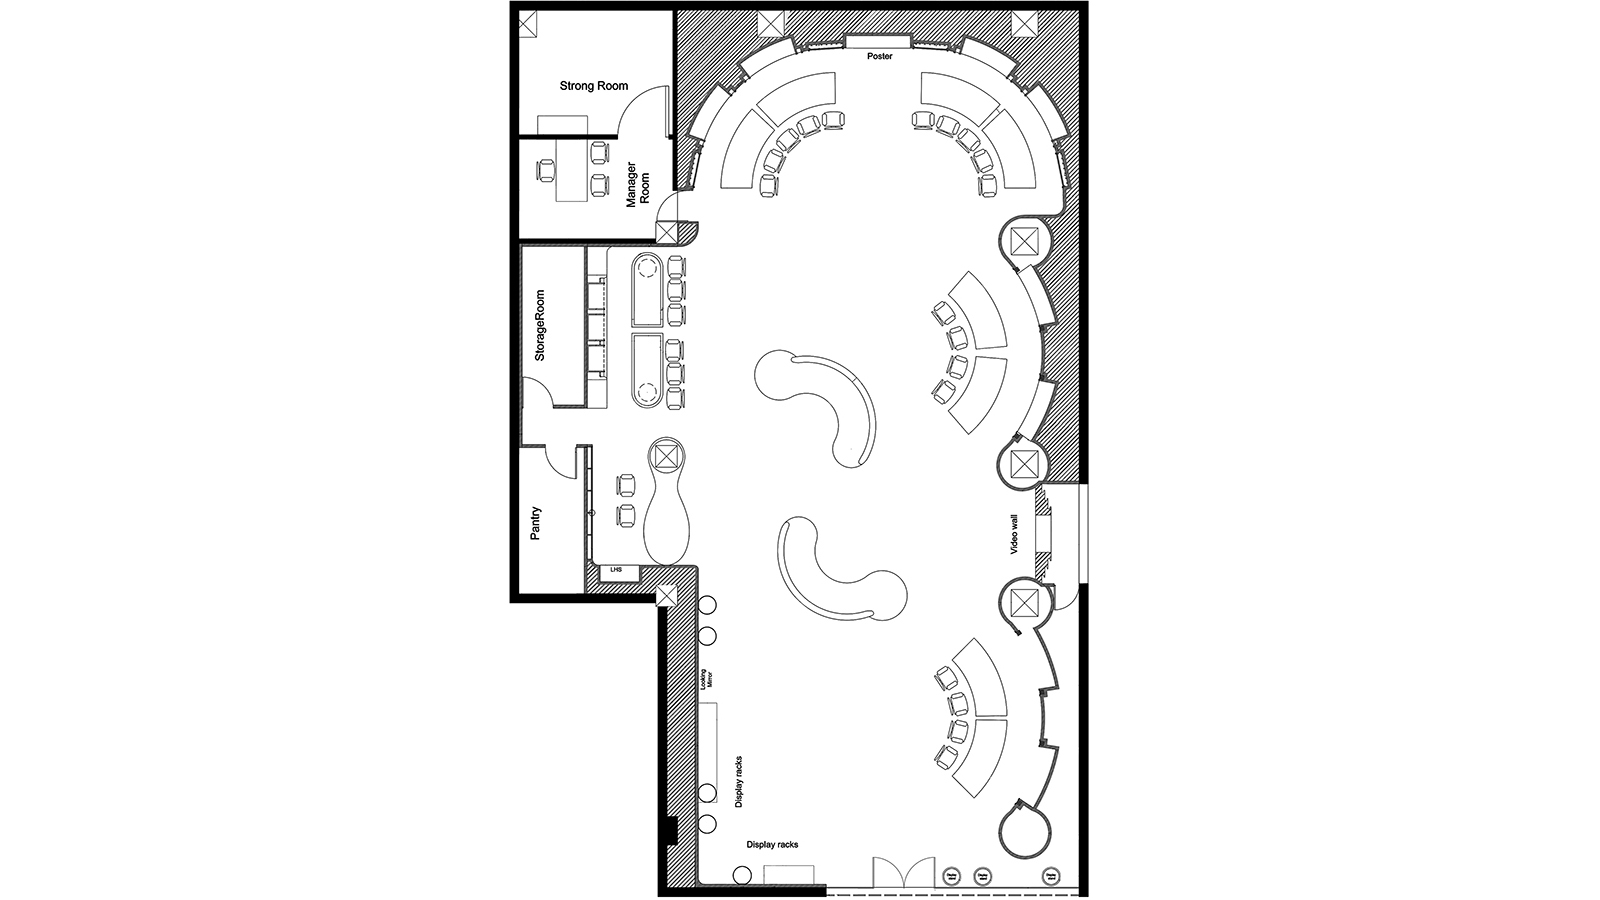 Poster
Strong Room
Manager
Room
StorageRoom
Pantry
Video wall
LHS
Looking
Mirror
Display racks
Display racks